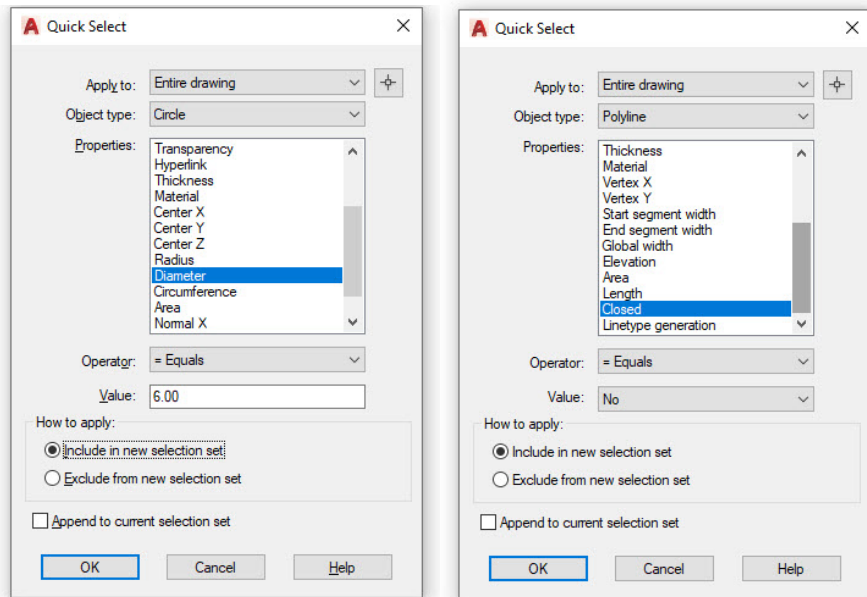 Quick Select
Apply to: Entire drawing
Object type: Circle
Properties:
Transparency
Hyperlink
Thickness
Material
Center X
Center Y
Center Z
Radius
Diameter
Circumference
Area
Normal X
Operator: = Equals
Value: 6.00
How to apply:
Include in new selection set
Exclude from new selection set
Append to current selection set
OK Cancel Help
Quick Select
Apply to: Entire drawing
Object type: Polyline
Properties:
Thickness
Material
Vertex X
Vertex Y
Start segment width
End segment width
Global width
Elevation
Area
Length
Closed
Linetype generation
Operator: = Equals
Value: No
How to apply:
Include in new selection set
Exclude from new selection set
Append to current selection set
OK Cancel Help